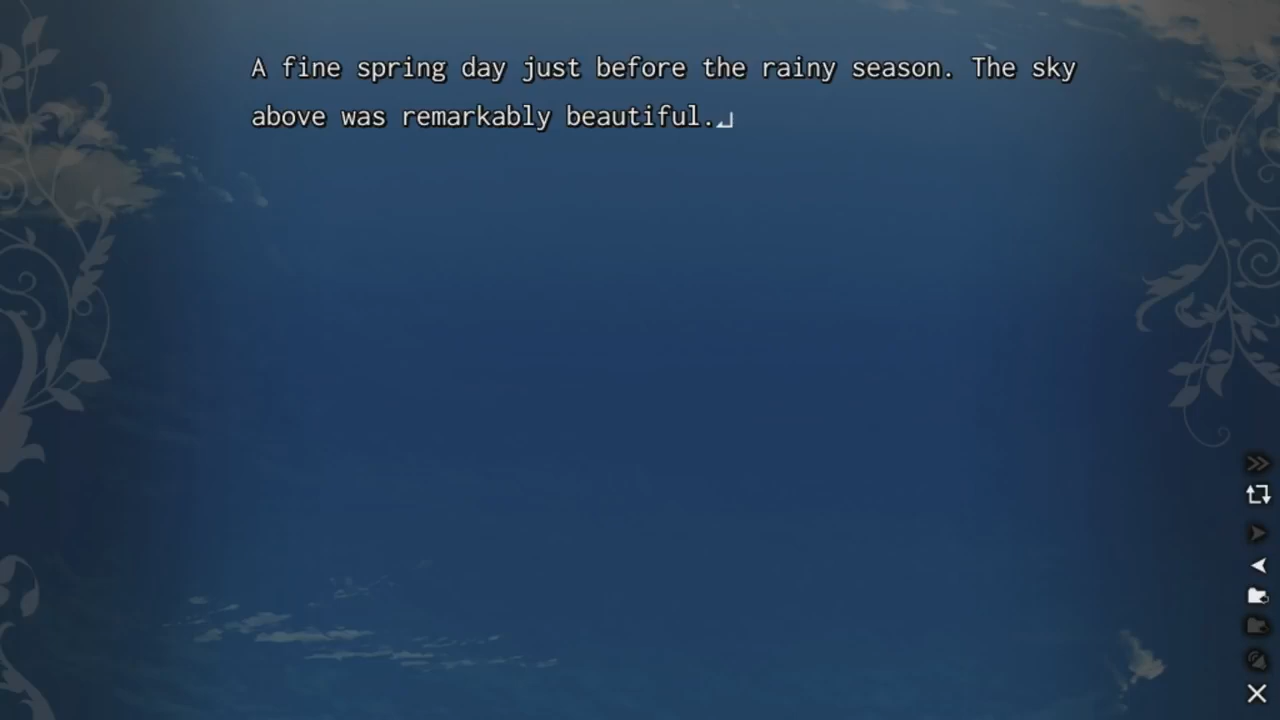 A fine spring day just before the rainy season. The sky
above was remarkably beautiful.